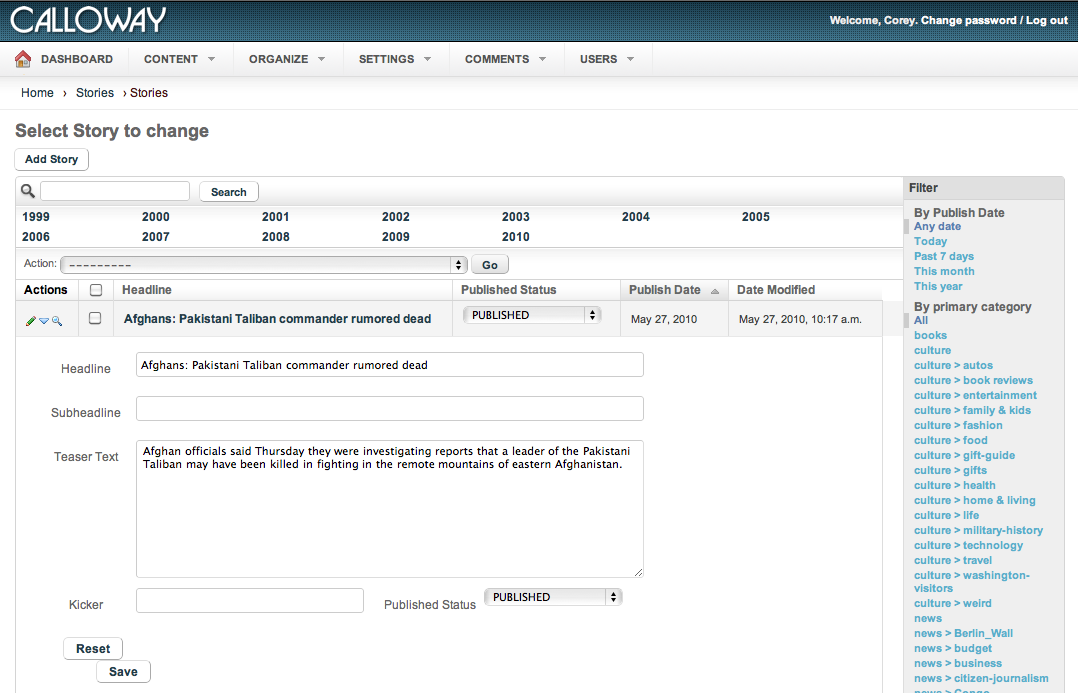 CALLOWAY
Welcome, Corey. Change password / Log out
DASHBOARD CONTENT ORGANIZE SETTINGS COMMENTS USERS
Home › Stories › Stories
Select Story to change
Add Story
Search
1999 2000 2001 2002 2003 2004 2005
2006 2007 2008 2009 2010
Action: --------- Go
Actions Headline Published Status Publish Date Date Modified
Afghans: Pakistani Taliban commander rumored dead PUBLISHED May 27, 2010 May 27, 2010, 10:17 a.m.
Headline Afghans: Pakistani Taliban commander rumored dead
Subheadline
Teaser Text Afghan officials said Thursday they were investigating reports that a leader of the Pakistani
Taliban may have been killed in fighting in the remote mountains of eastern Afghanistan.
Kicker Published Status PUBLISHED
Reset
Save
Filter
By Publish Date
Any date
Today
Past 7 days
This month
This year
By primary category
All
books
culture
culture > autos
culture > book reviews
culture > entertainment
culture > family & kids
culture > fashion
culture > food
culture > gift-guide
culture > gifts
culture > health
culture > home & living
culture > life
culture > military-history
culture > technology
culture > travel
culture > washington-
visitors
culture > weird
news
news > Berlin_Wall
news > budget
news > business
news > citizen-journalism